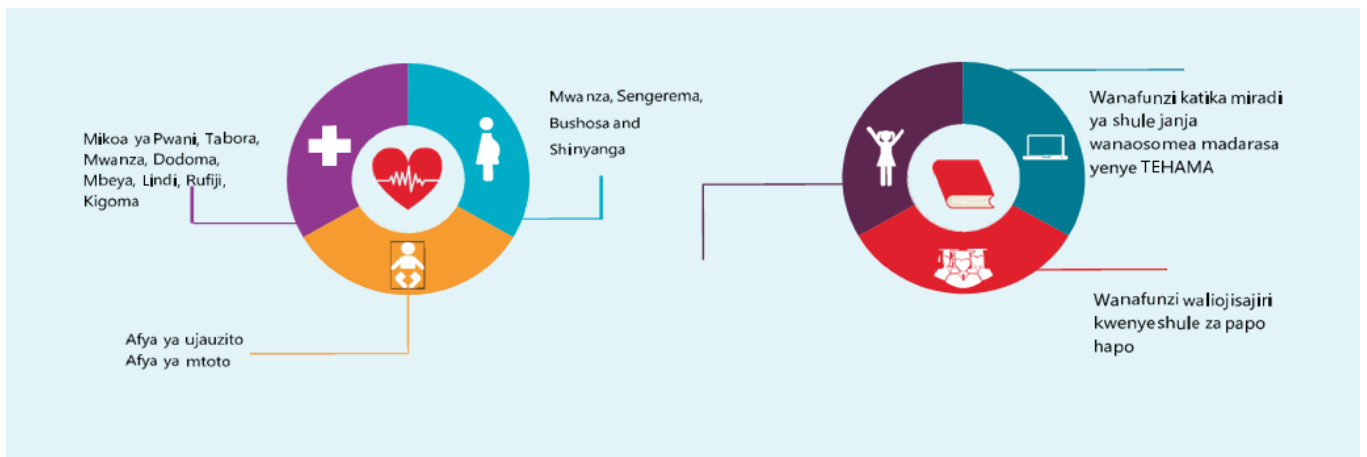 Mikoa ya Pwani, Tabora,
Mwanza, Dodoma,
Mbeya, Lindi, Rufiji,
Kigoma
Mwanza, Sengerema,
Bushosa and
Shinyanga
Afya ya ujauzito
Afya ya mtoto
Wanafunzi katika miradi
ya shule janja
wanaosomea madarasa
yenye TEHAMA
Wanafunzi waliojisajiri
kwenye shule za papo
hapo